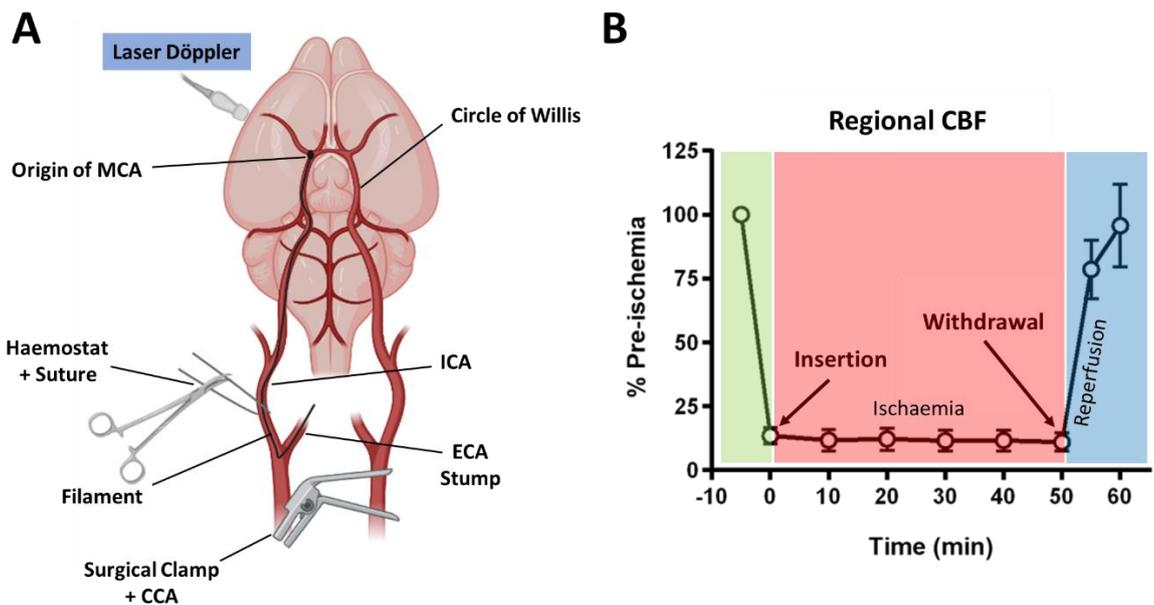 A
Laser Döppler
Circle of Willis
Origin of MCA
Haemostat
+ Suture
ICA
ECA
Stump
Filament
Surgical Clamp
+ CCA
B
Regional CBF
% Pre-ischemia
125
100
75
50
25
0
Insertion
Withdrawal
Ischaemia
Reperfusion
-10 0 10 20 30 40 50 60
Time (min)